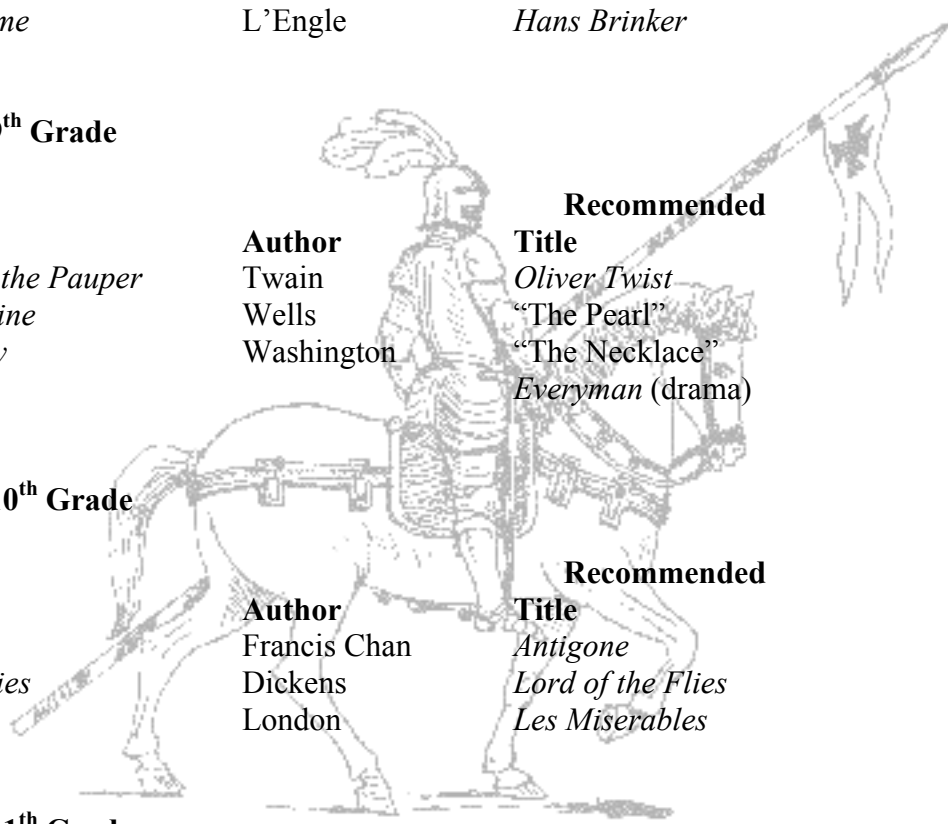 me L’Engle Hans Brinker
th Grade
Recommended
Author Title
the Pauper Twain Oliver Twist
ine Wells “The Pearl”
y Washington “The Necklace”
Everyman (drama)
0th Grade
Recommended
Author Title
Francis Chan Antigone
ies Dickens Lord of the Flies
London Les Miserables